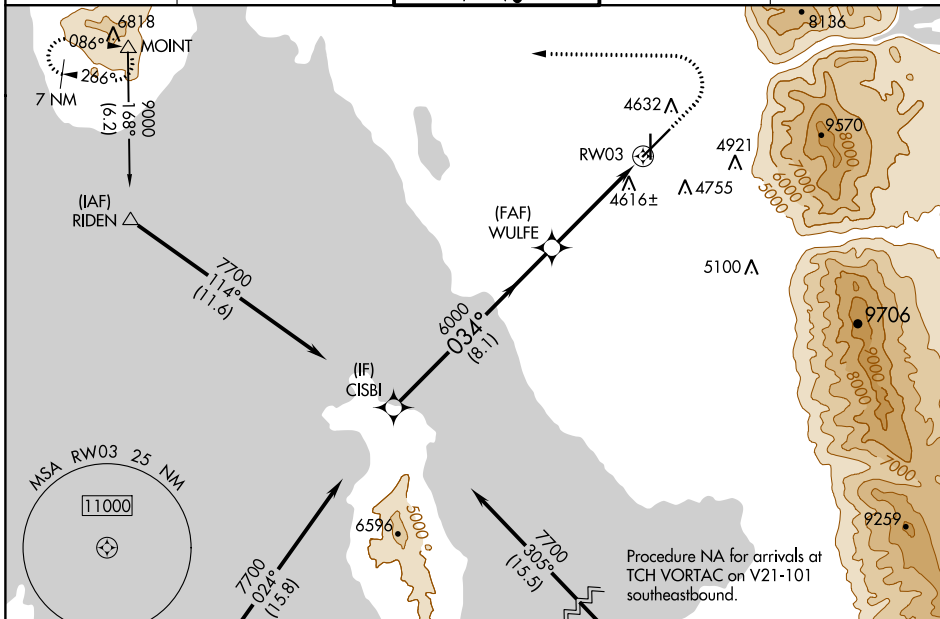 6818
086°
MOINT
266°
7 NM
9000
168°
(6.2)
(IAF)
RIDEN
7700
114°
(11.6)
(IF)
CISBI
6000
034°
(8.1)
(FAF)
WULFE
RW03
4632
4616±
4755
4921
5100
8136
9570
8000
7000
6000
5000
9706
9000
8000
7000
9259
MSA RW03 25 NM
11000
7700
024°
(15.8)
6596
5000
7700
305°
(15.5)
Procedure NA for arrivals at
TCH VORTAC on V21-101
southeastbound.